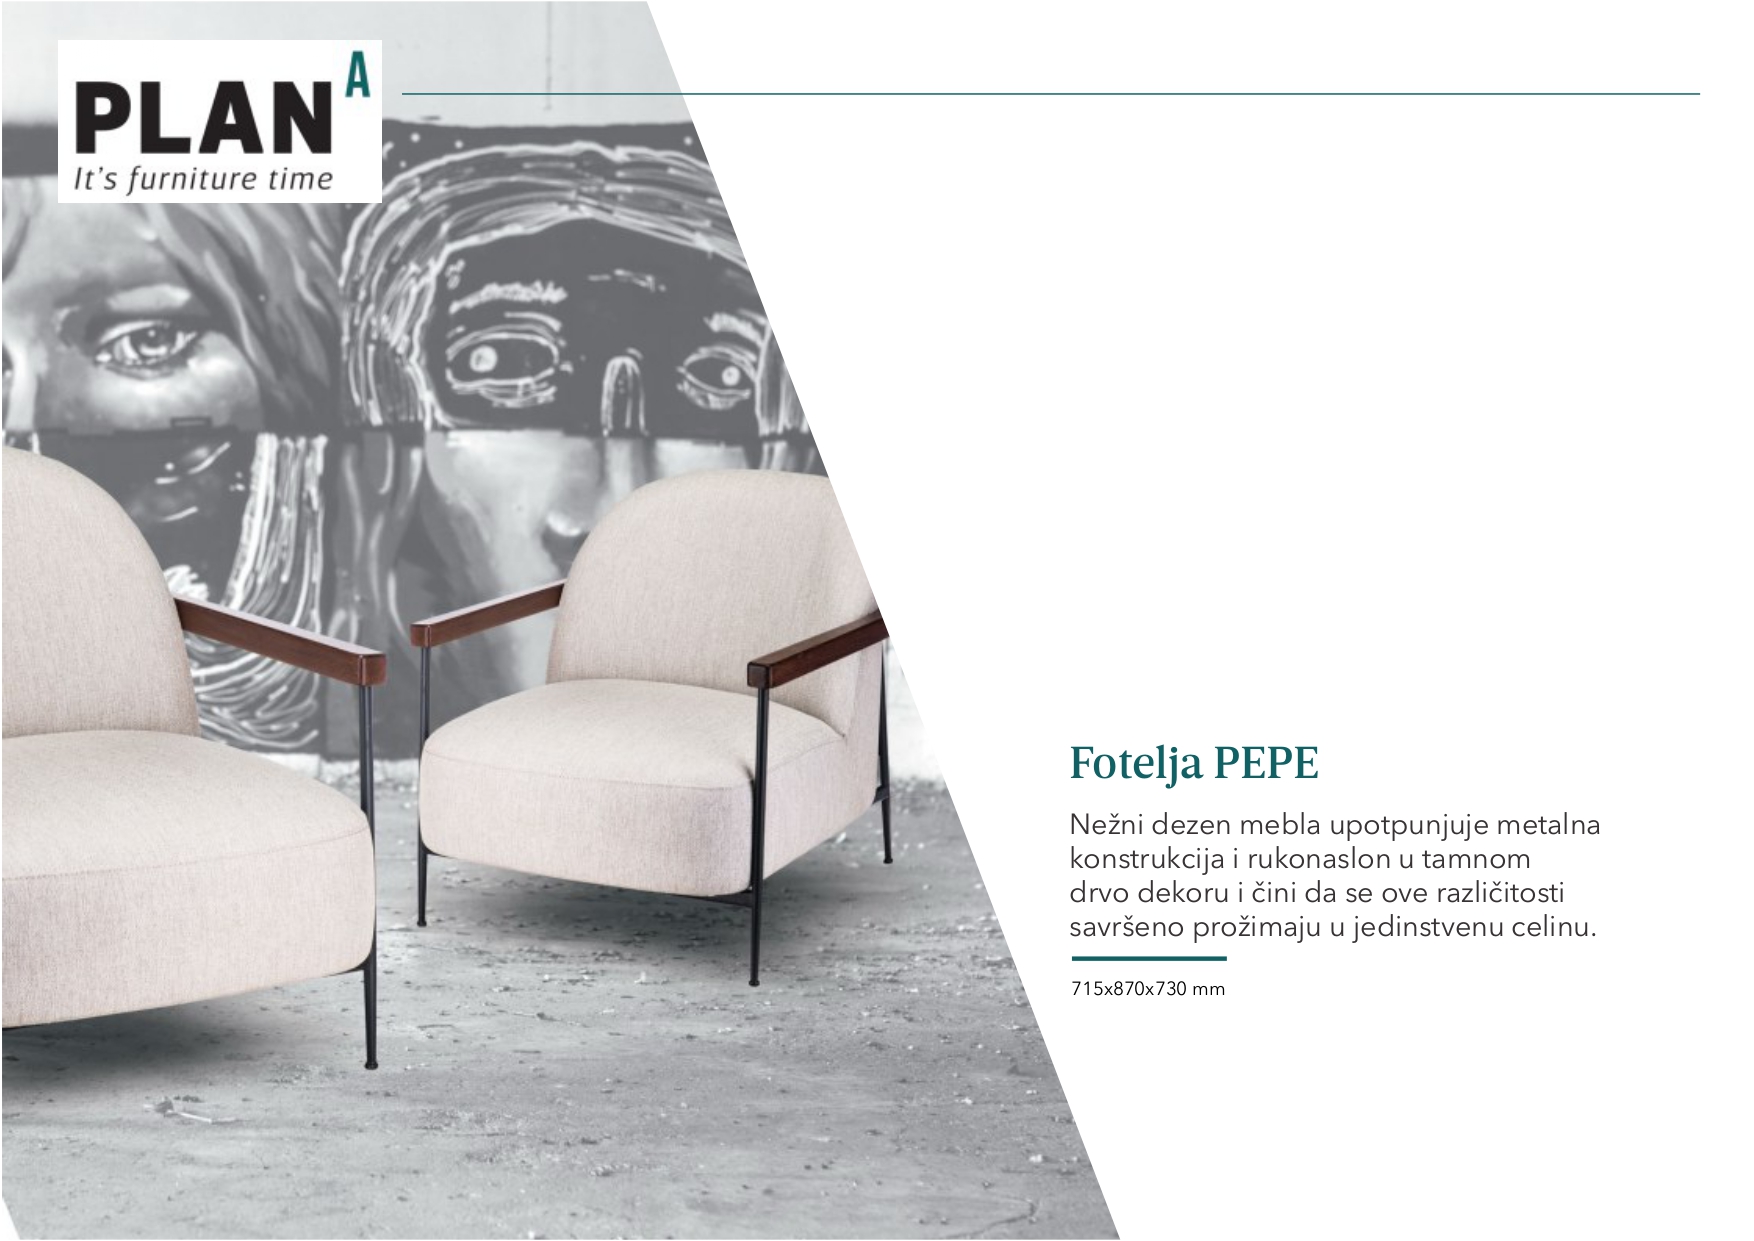 PLAN A
It's furniture time
Fotelja PEPE
Nežni dezen mebla upotpunjuje metalna
konstrukcija i rukonaslon u tamnom
drvo dekoru i čini da se ove različitosti
savršeno prožimaju u jedinstvenu celinu.
715x870x730 mm